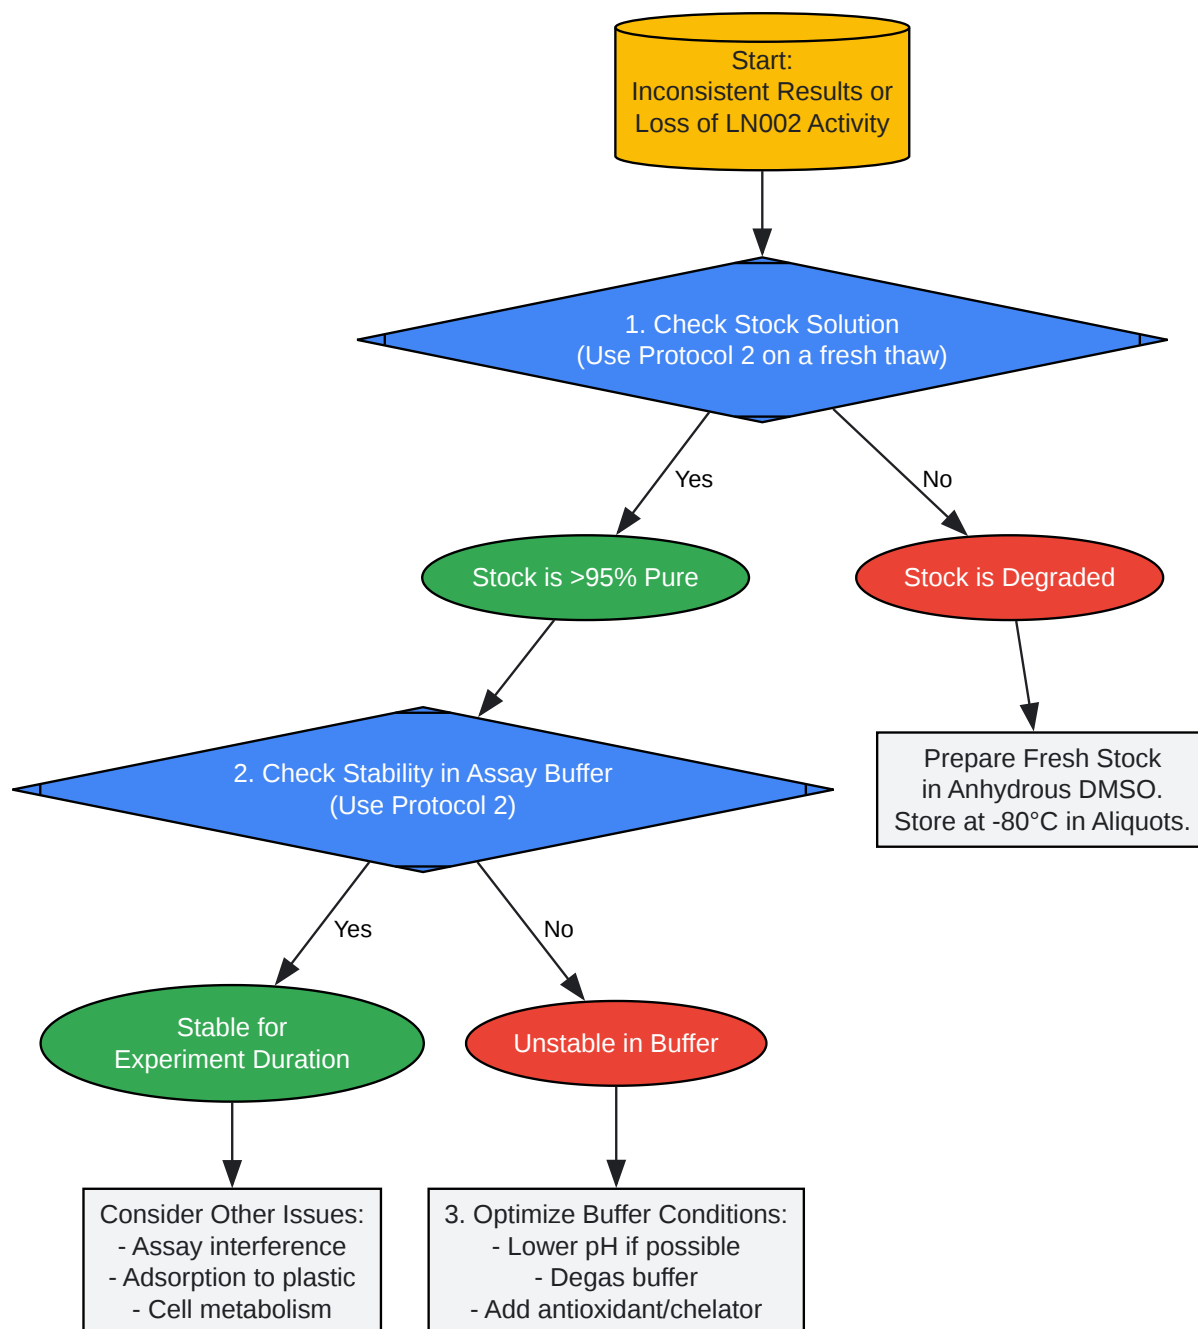 Start:
Inconsistent Results or
Loss of LN002 Activity
1. Check Stock Solution
(Use Protocol 2 on a fresh thaw)
Yes
No
Stock is >95% Pure
Stock is Degraded
2. Check Stability in Assay Buffer
(Use Protocol 2)
Prepare Fresh Stock
in Anhydrous DMSO.
Store at -80°C in Aliquots.
Yes
No
Stable for
Experiment Duration
Unstable in Buffer
Consider Other Issues:
- Assay interference
- Adsorption to plastic
- Cell metabolism
3. Optimize Buffer Conditions:
- Lower pH if possible
- Degas buffer
- Add antioxidant/chelator